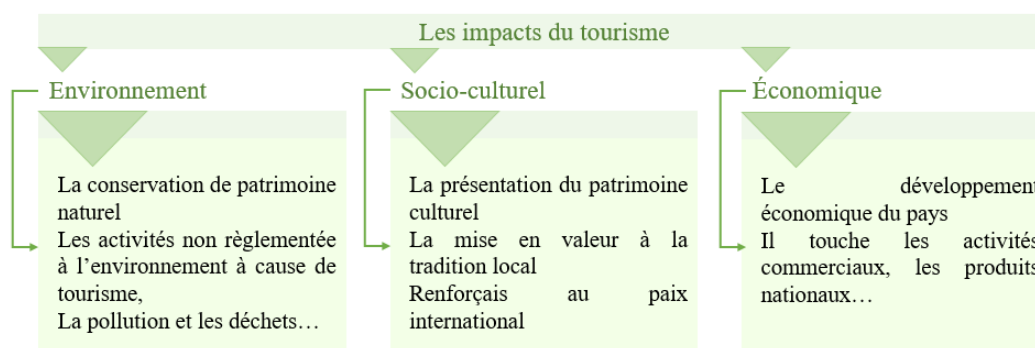 Les impacts du tourisme
Environnement
La conservation de patrimoine
naturel
Les activités non règlementée
à l'environnement à cause de
tourisme,
La pollution et les déchets…
Socio-culturel
La présentation du patrimoine
culturel
La mise en valeur à la
tradition local
Renforçais au paix
international
Économique
Le développement
économique du pays
Il touche les activités
commerciaux, les produits
nationaux…